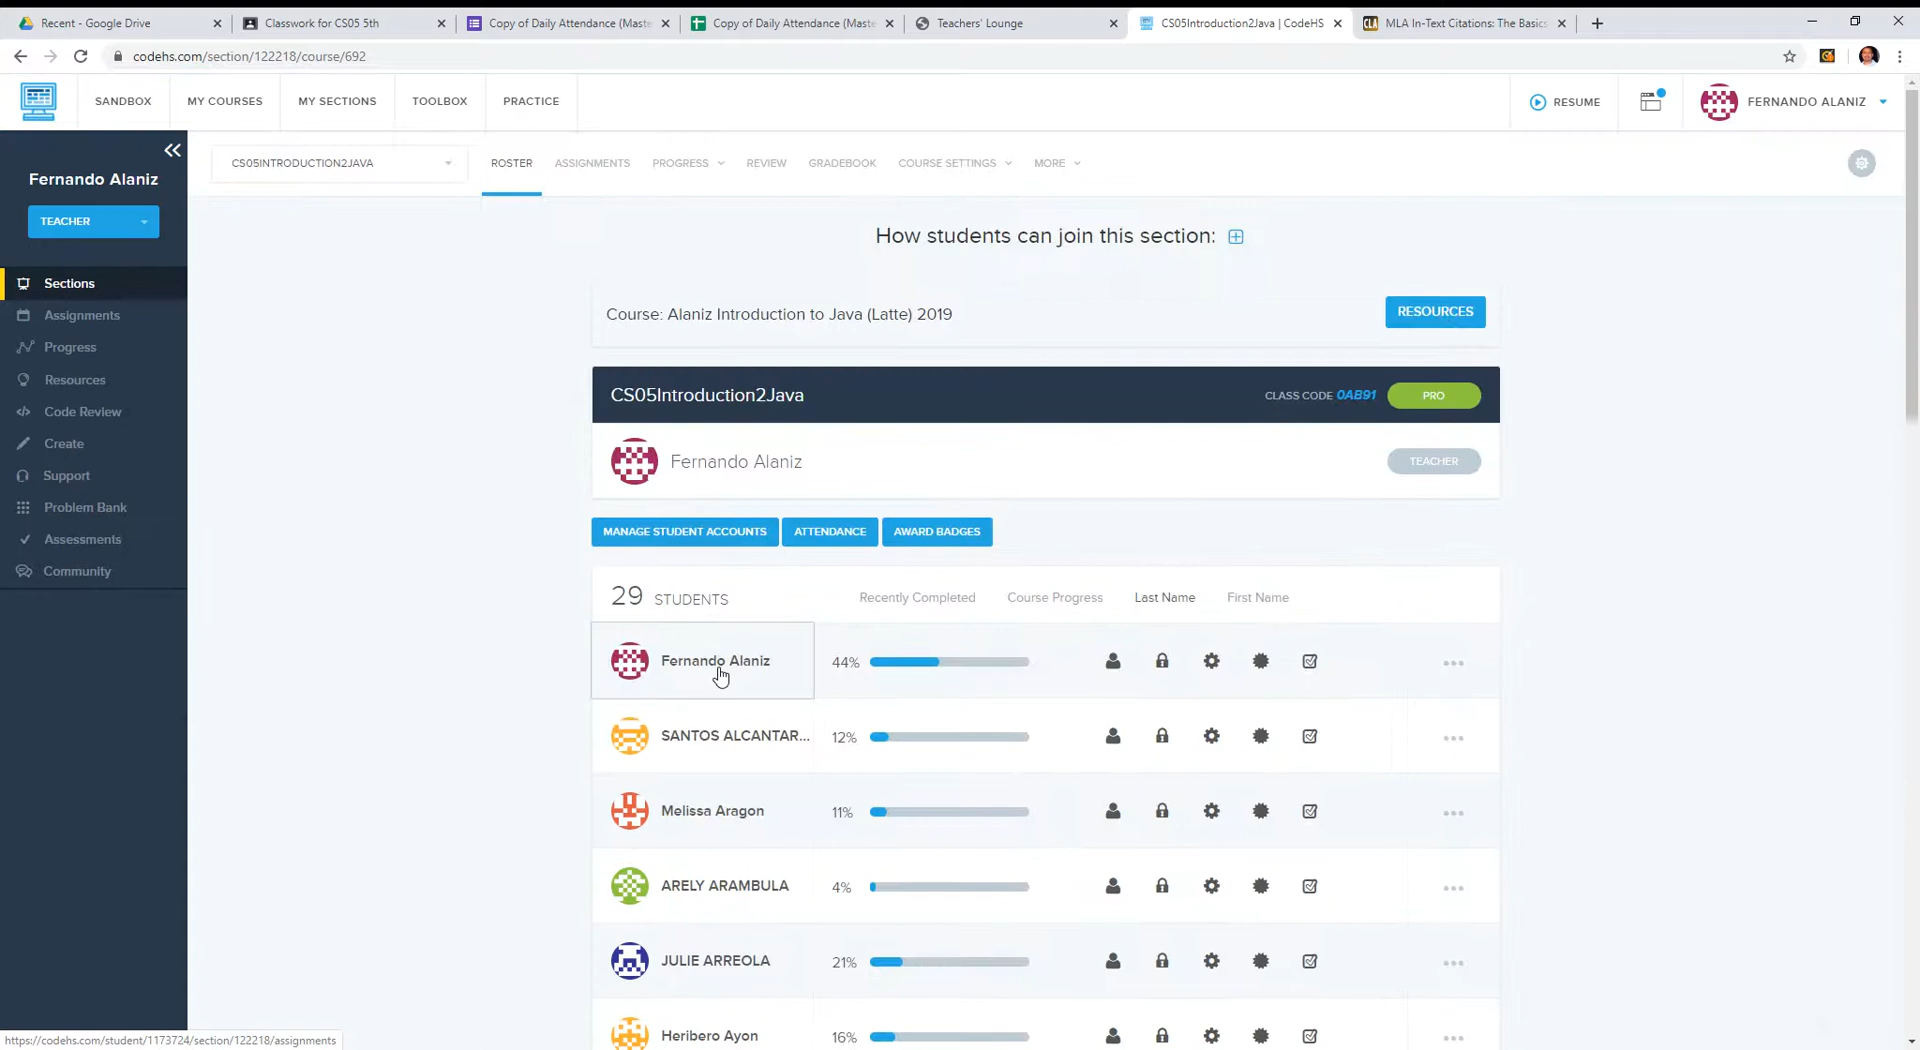 Recent - Google Drive
Classwork for CS05 5th
Copy of Daily Attendance (Maste
Copy of Daily Attendance (Maste
Teachers' Lounge
CS05Introduction2Java | CodeHS
CLA
MLA In-Text Citations: The Basics
codehs.com/section/122218/course/692
SANDBOX
MY COURSES
MY SECTIONS
TOOLBOX
PRACTICE
RESUME
FERNANDO ALANIZ
Fernando Alaniz
TEACHER
Sections
Assignments
Progress
Resources
Code Review
Create
Support
Problem Bank
Assessments
Community
CS05INTRODUCTION2JAVA
ROSTER
ASSIGNMENTS
PROGRESS
REVIEW
GRADEBOOK
COURSE SETTINGS
MORE
How students can join this section:
Course: Alaniz Introduction to Java (Latte) 2019
RESOURCES
CS05Introduction2Java
CLASS CODE 0AB91
PRO
Fernando Alaniz
TEACHER
MANAGE STUDENT ACCOUNTS
ATTENDANCE
AWARD BADGES
29 STUDENTS
Recently Completed
Course Progress
Last Name
First Name
Fernando Alaniz 44%
SANTOS ALCANTAR... 12%
Melissa Aragon 11%
ARELY ARAMBULA 4%
JULIE ARREOLA 21%
Heribero Ayon 16%
https://codehs.com/student/1173724/section/122218/assignments